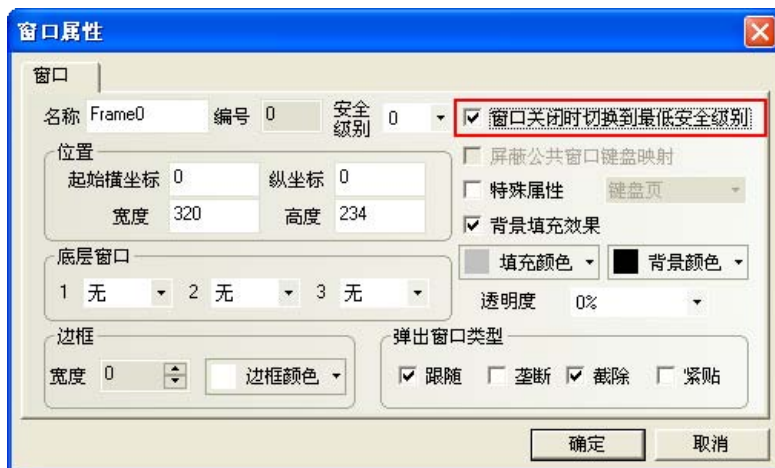 窗口属性
窗口
名称 Frame0 编号 0 安全级别 0 窗口关闭时切换到最低安全级别
位置 屏蔽公共窗口键盘映射
起始横坐标 0 纵坐标 0 特殊属性 键盘页
宽度 320 高度 234 背景填充效果
底层窗口 填充颜色 背景颜色
1 无 2 无 3 无 透明度 0%
边框 弹出窗口类型
宽度 0 边框颜色 跟随 垄断 截除 紧贴
确定 取消